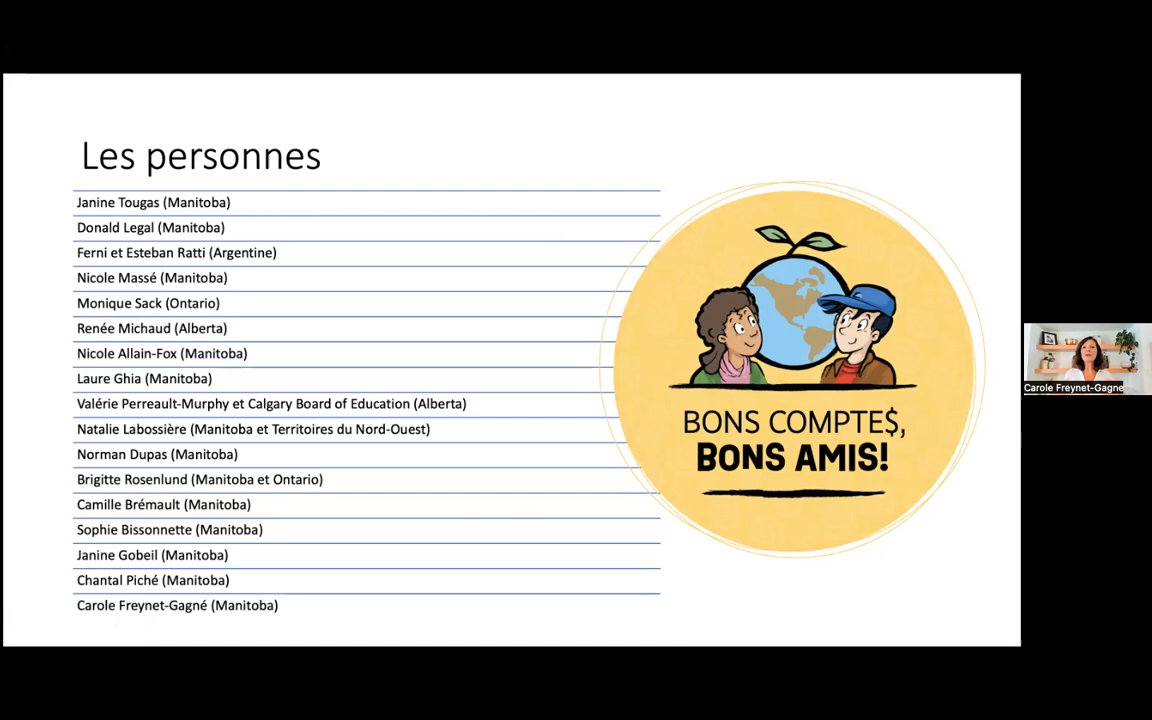 Les personnes
Janine Tougas (Manitoba)
Donald Legal (Manitoba)
Ferni et Esteban Ratti (Argentine)
Nicole Massé (Manitoba)
Monique Sack (Ontario)
Renée Michaud (Alberta)
Nicole Allain-Fox (Manitoba)
Laure Ghia (Manitoba)
Valérie Perreault-Murphy et Calgary Board of Education (Alberta)
Natalie Labossière (Manitoba et Territoires du Nord-Ouest)
Norman Dupas (Manitoba)
Brigitte Rosenlund (Manitoba et Ontario)
Camille Brémault (Manitoba)
Sophie Bissonnette (Manitoba)
Janine Gobeil (Manitoba)
Chantal Piché (Manitoba)
Carole Freynet-Gagné (Manitoba)
BONS COMPTE$,
BONS AMIS!
Carole Freynet-Gagné